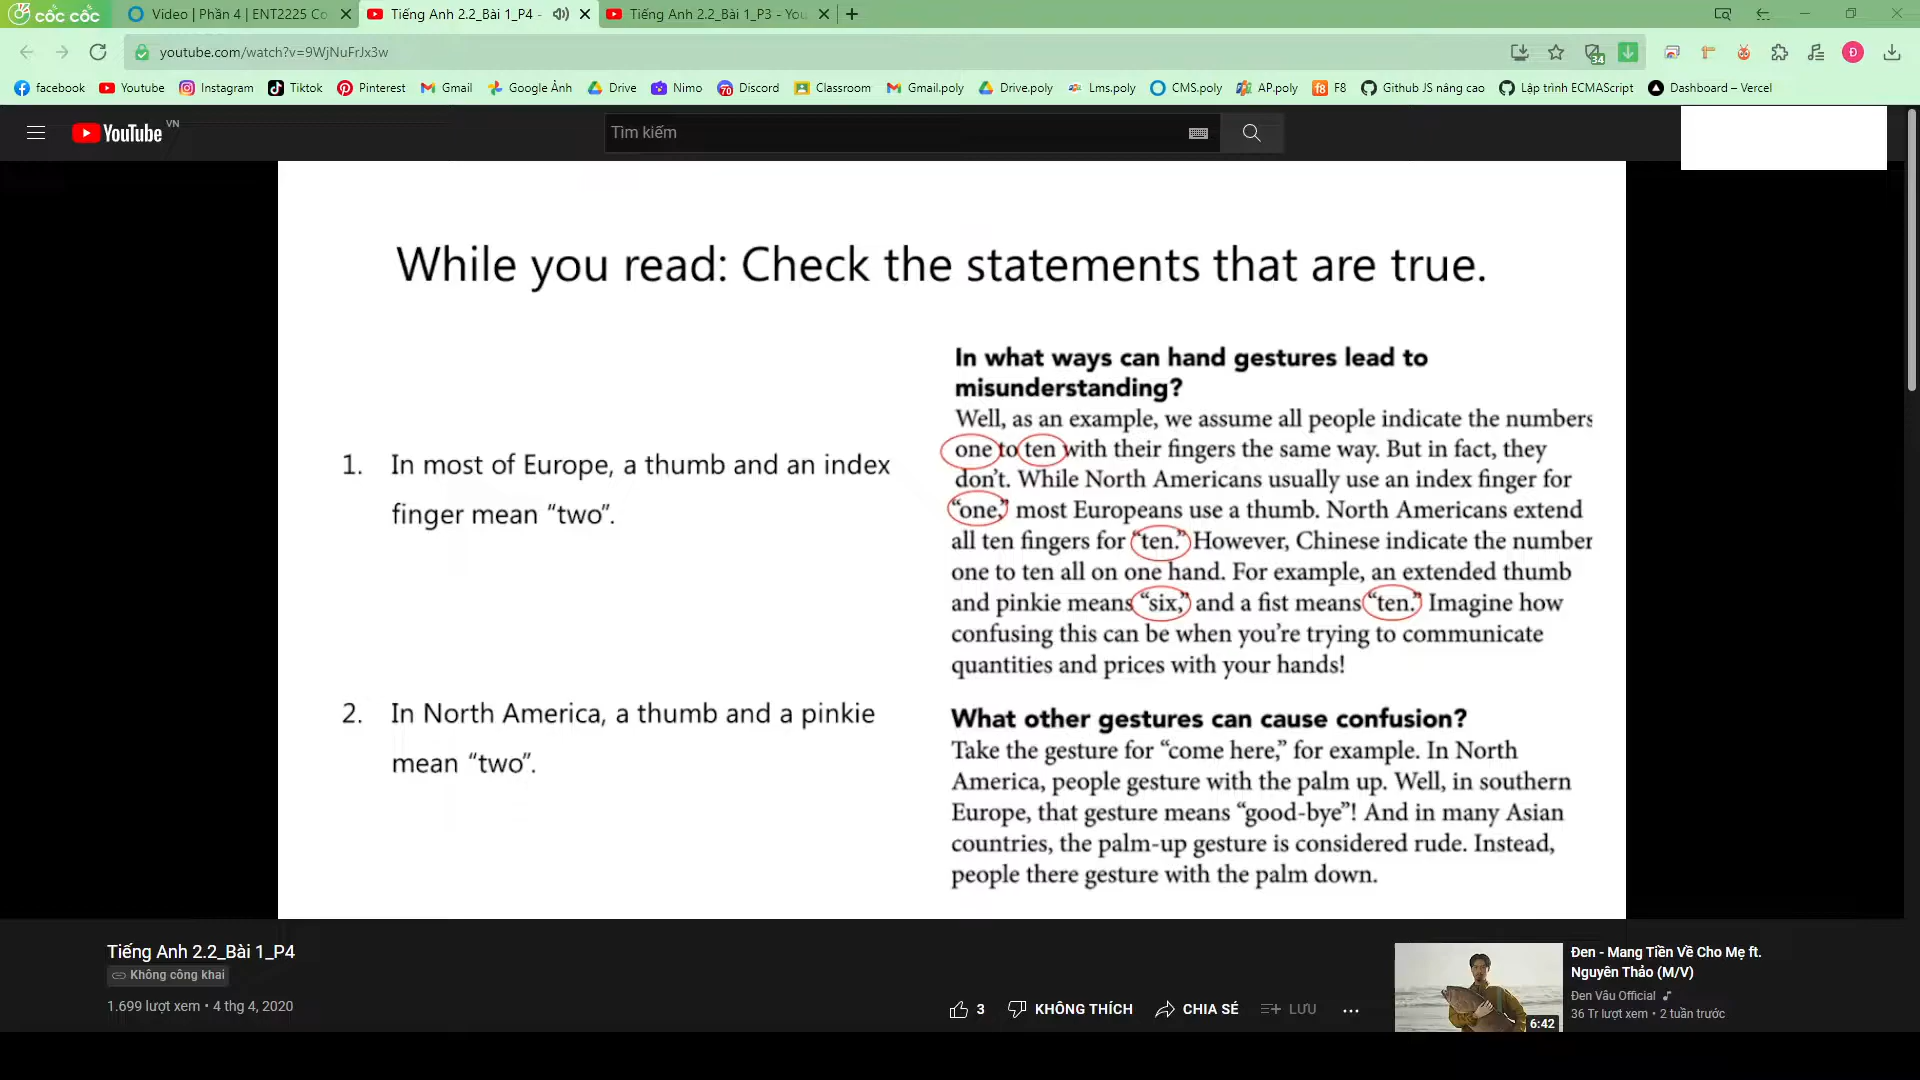 cốc cốc
Video | Phần 4 | ENT2225 Co
Tiếng Anh 2.2_Bài 1_P4 -
Tiếng Anh 2.2_Bài 1_P3 - You
youtube.com/watch?v=9WjNuFrJx3w
34
Đ
facebook
Youtube
Instagram
Tiktok
Pinterest
Gmail
Google Ảnh
Drive
Nimo
70
Discord
Classroom
Gmail.poly
Drive.poly
Lms.poly
CMS.poly
AP.poly
F8
Github JS nâng cao
Lập trình ECMAScript
Dashboard – Vercel
YouTube VN
Tìm kiếm
While you read: Check the statements that are true.
1. In most of Europe, a thumb and an index
finger mean “two”.
2. In North America, a thumb and a pinkie
mean “two”.
In what ways can hand gestures lead to
misunderstanding?
Well, as an example, we assume all people indicate the numbers
one to ten with their fingers the same way. But in fact, they
don’t. While North Americans usually use an index finger for
“one,” most Europeans use a thumb. North Americans extend
all ten fingers for “ten.” However, Chinese indicate the number
one to ten all on one hand. For example, an extended thumb
and pinkie means “six,” and a fist means “ten.” Imagine how
confusing this can be when you’re trying to communicate
quantities and prices with your hands!
What other gestures can cause confusion?
Take the gesture for “come here,” for example. In North
America, people gesture with the palm up. Well, in southern
Europe, that gesture means “good-bye”! And in many Asian
countries, the palm-up gesture is considered rude. Instead,
people there gesture with the palm down.
Tiếng Anh 2.2_Bài 1_P4
Không công khai
1.699 lượt xem • 4 thg 4, 2020
3
KHÔNG THÍCH
CHIA SẺ
LƯU
6:42
Đen - Mang Tiền Về Cho Mẹ ft.
Nguyên Thảo (M/V)
Đen Vâu Official
36 Tr lượt xem • 2 tuần trước